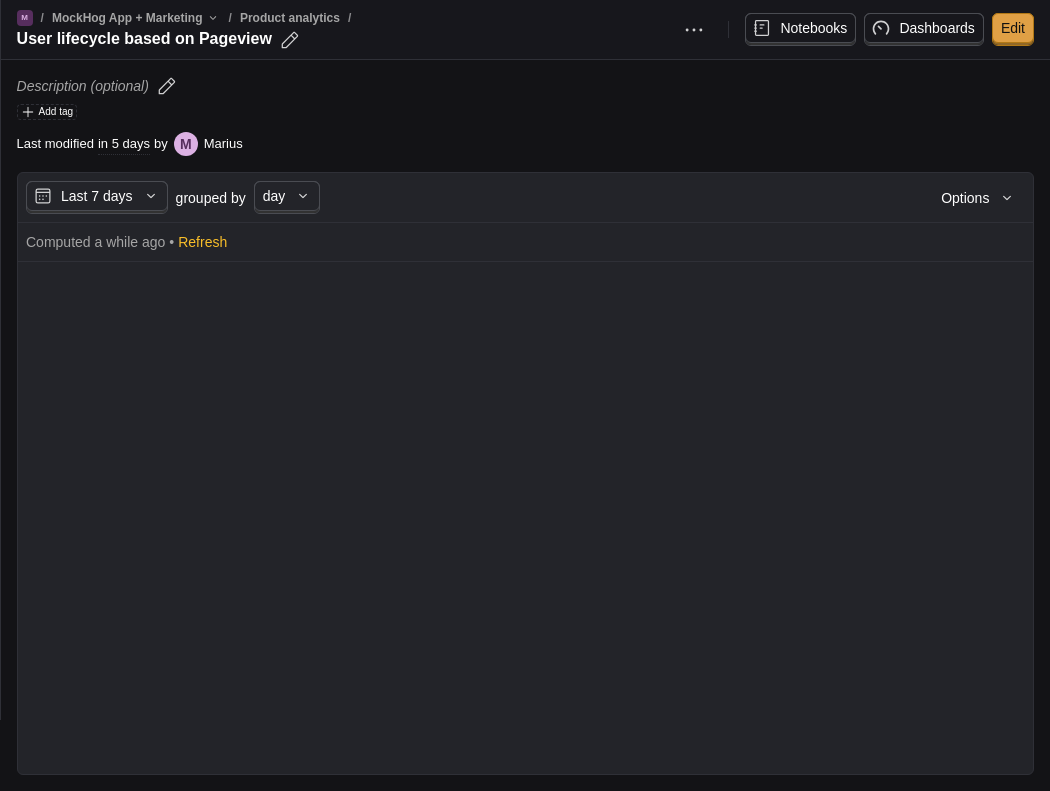 M / MockHog App + Marketing / Product analytics /
User lifecycle based on Pageview
Notebooks
Dashboards
Edit
Description (optional)
Add tag
Last modified in 5 days by M Marius
Last 7 days grouped by day
Options
Computed a while ago • Refresh